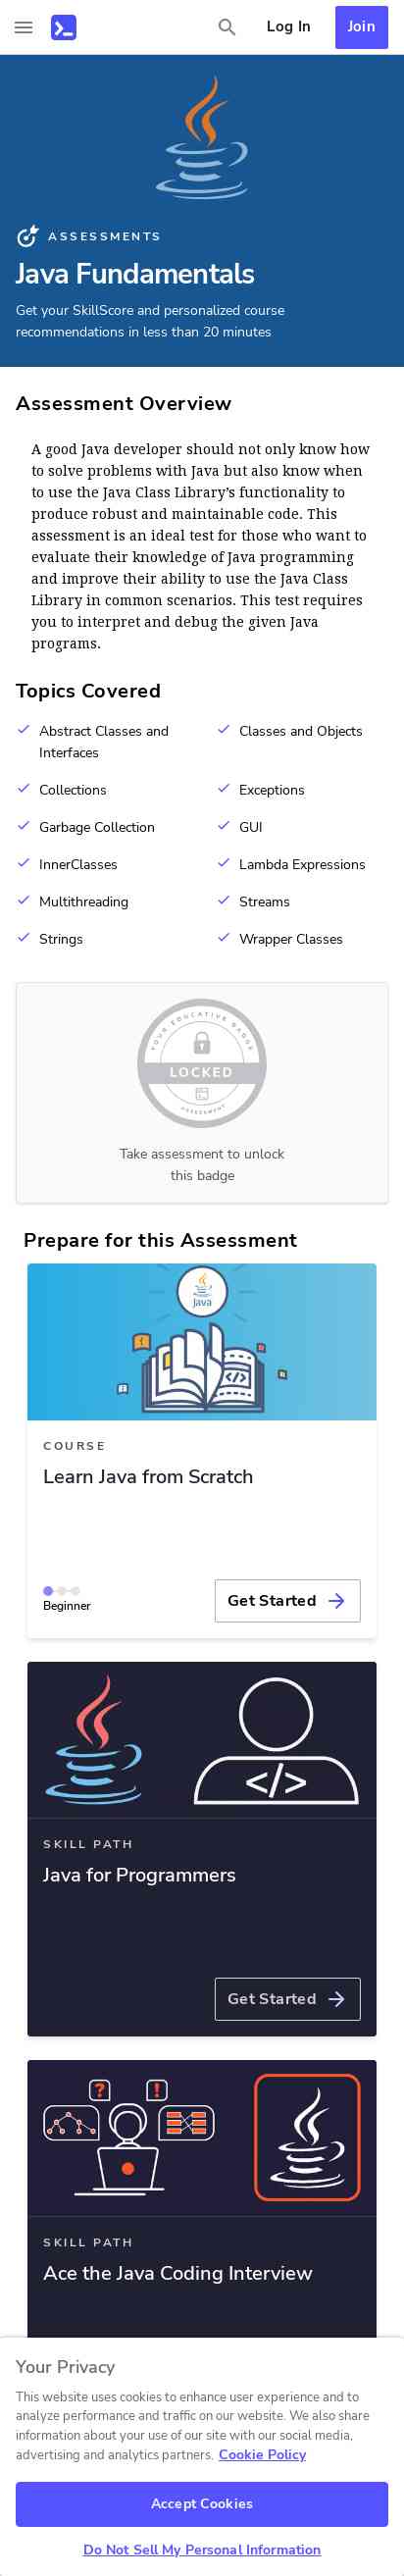 Log In
Join
ASSESSMENTS
Java Fundamentals
Get your SkillScore and personalized course
recommendations in less than 20 minutes
Assessment Overview
A good Java developer should not only know how
to solve problems with Java but also know when
to use the Java Class Library’s functionality to
produce robust and maintainable code. This
assessment is an ideal test for those who want to
evaluate their knowledge of Java programming
and improve their ability to use the Java Class
Library in common scenarios. This test requires
you to interpret and debug the given Java
programs.
Topics Covered
Abstract Classes and
Interfaces
Classes and Objects
Collections
Exceptions
Garbage Collection
GUI
InnerClasses
Lambda Expressions
Multithreading
Streams
Strings
Wrapper Classes
YOUR EDUCATIVE BADGE
LOCKED
ASSESSMENT
Take assessment to unlock
this badge
Prepare for this Assessment
Java
COURSE
Learn Java from Scratch
Beginner
Get Started
</>
SKILL PATH
Java for Programmers
Get Started
?
!
SKILL PATH
Ace the Java Coding Interview
Your Privacy
This website uses cookies to enhance user experience and to
analyze performance and traffic on our website. We also share
information about your use of our site with our social media,
advertising and analytics partners. Cookie Policy
Accept Cookies
Do Not Sell My Personal Information